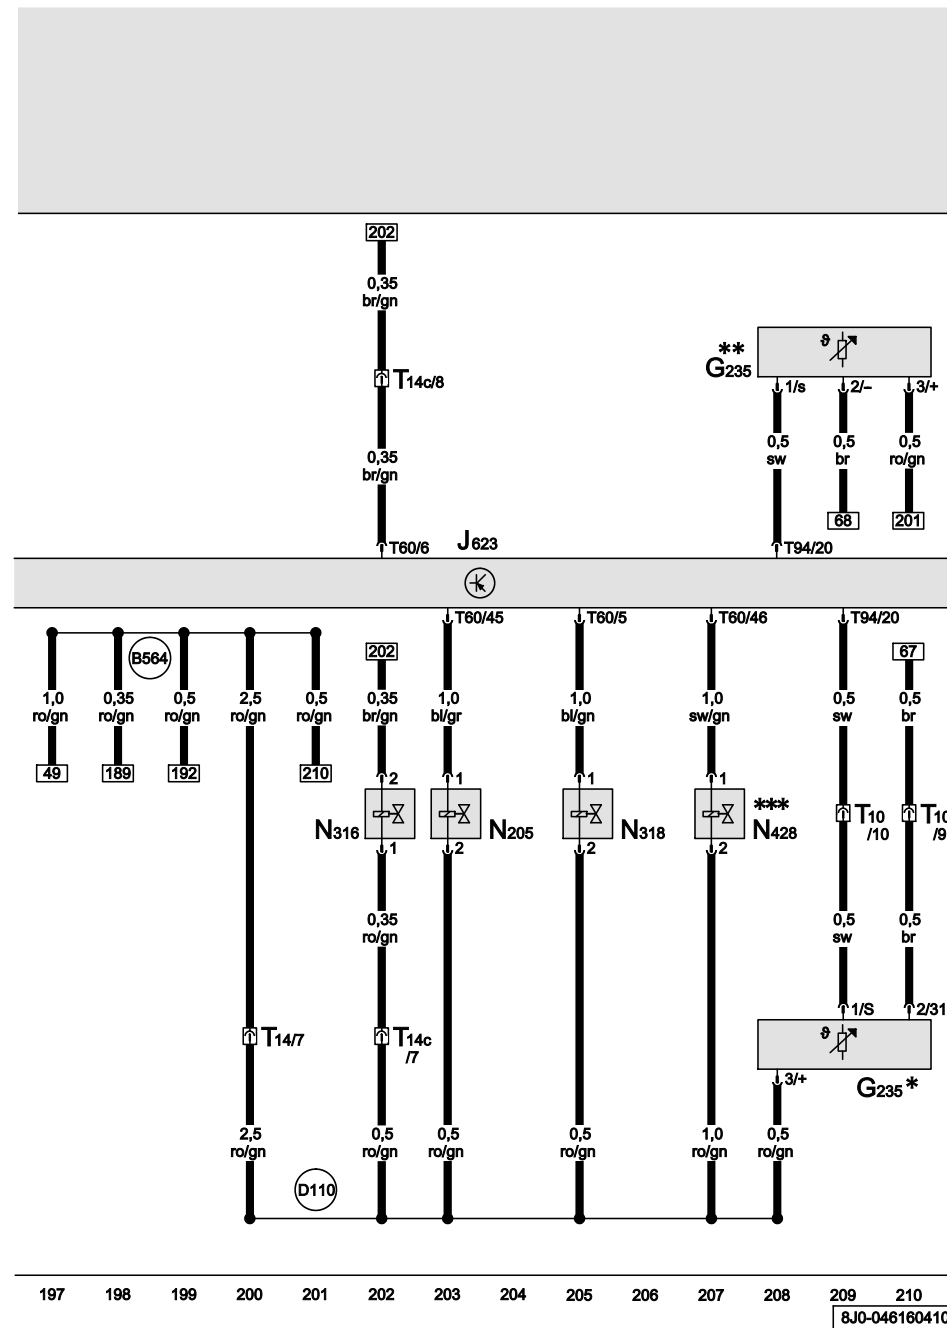 202
0,35
br/gn
T14c/8
0,35
br/gn
T60/6
J623
**
G235
1/s
2/–
3/+
0,5
sw
0,5
br
0,5
ro/gn
68
201
T94/20
T60/45
T60/5
T60/46
T94/20
B564
202
67
1,0
ro/gn
0,35
ro/gn
0,5
ro/gn
2,5
ro/gn
0,5
ro/gn
0,35
br/gn
1,0
bl/gr
1,0
bl/gn
1,0
sw/gn
0,5
sw
0,5
br
49
189
192
210
2
1
1
1
N316
N205
N318
***
N428
T10
/10
T10
/9
1
2
2
2
0,35
ro/gn
0,5
sw
0,5
br
1/S
2/31
T14/7
T14c
/7
3/+
G235*
2,5
ro/gn
0,5
ro/gn
0,5
ro/gn
0,5
ro/gn
1,0
ro/gn
0,5
ro/gn
D110
197 198 199 200 201 202 203 204 205 206 207 208 209 210
8J0-046160410